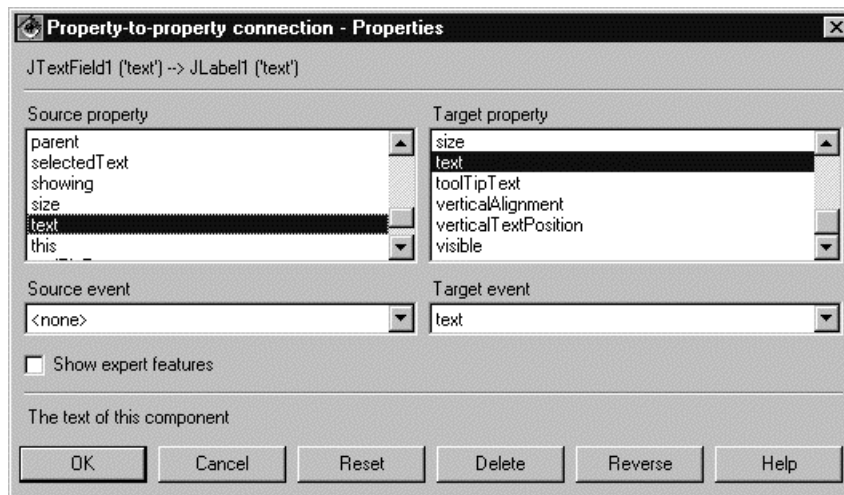 Property-to-property connection - Properties
JTextField1 ('text') --> JLabel1 ('text')
Source property
Target property
parent
selectedText
showing
size
text
this
size
text
toolTipText
verticalAlignment
verticalTextPosition
visible
Source event
Target event
<none>
text
Show expert features
The text of this component
OK
Cancel
Reset
Delete
Reverse
Help